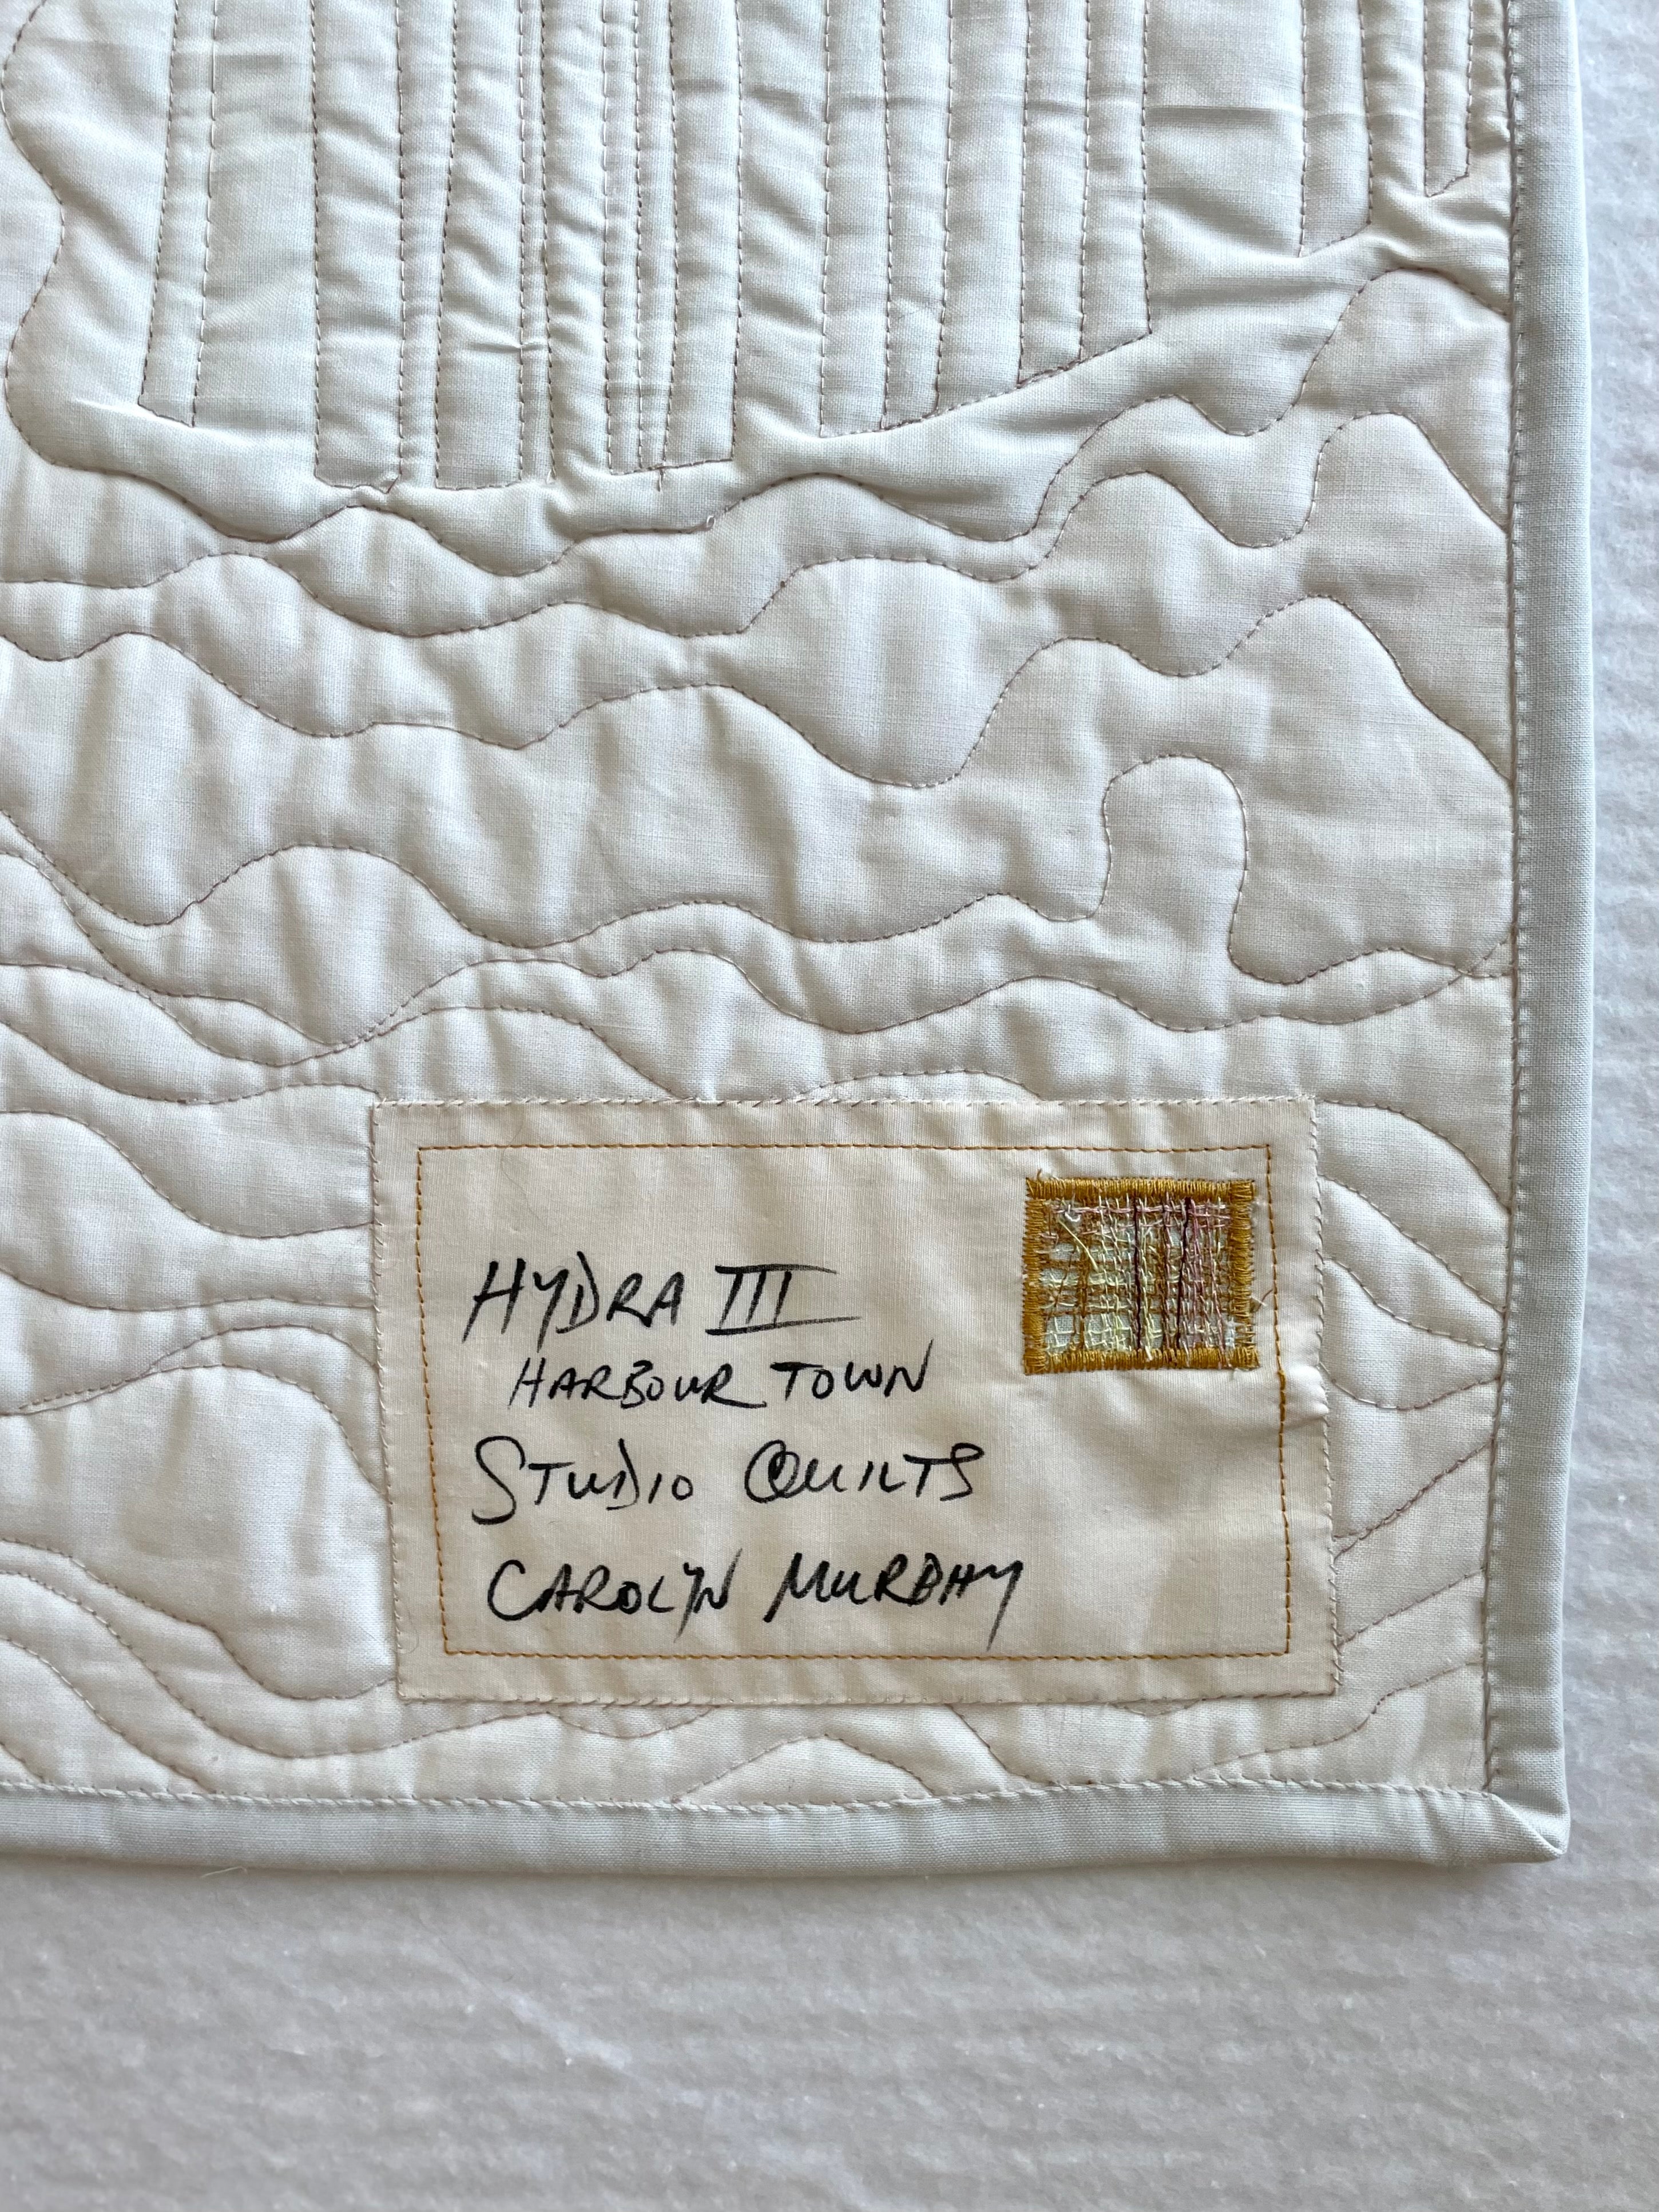 HYDRA III
HARBOUR TOWN
STUDIO QUILTS
CAROLYN MURPHY